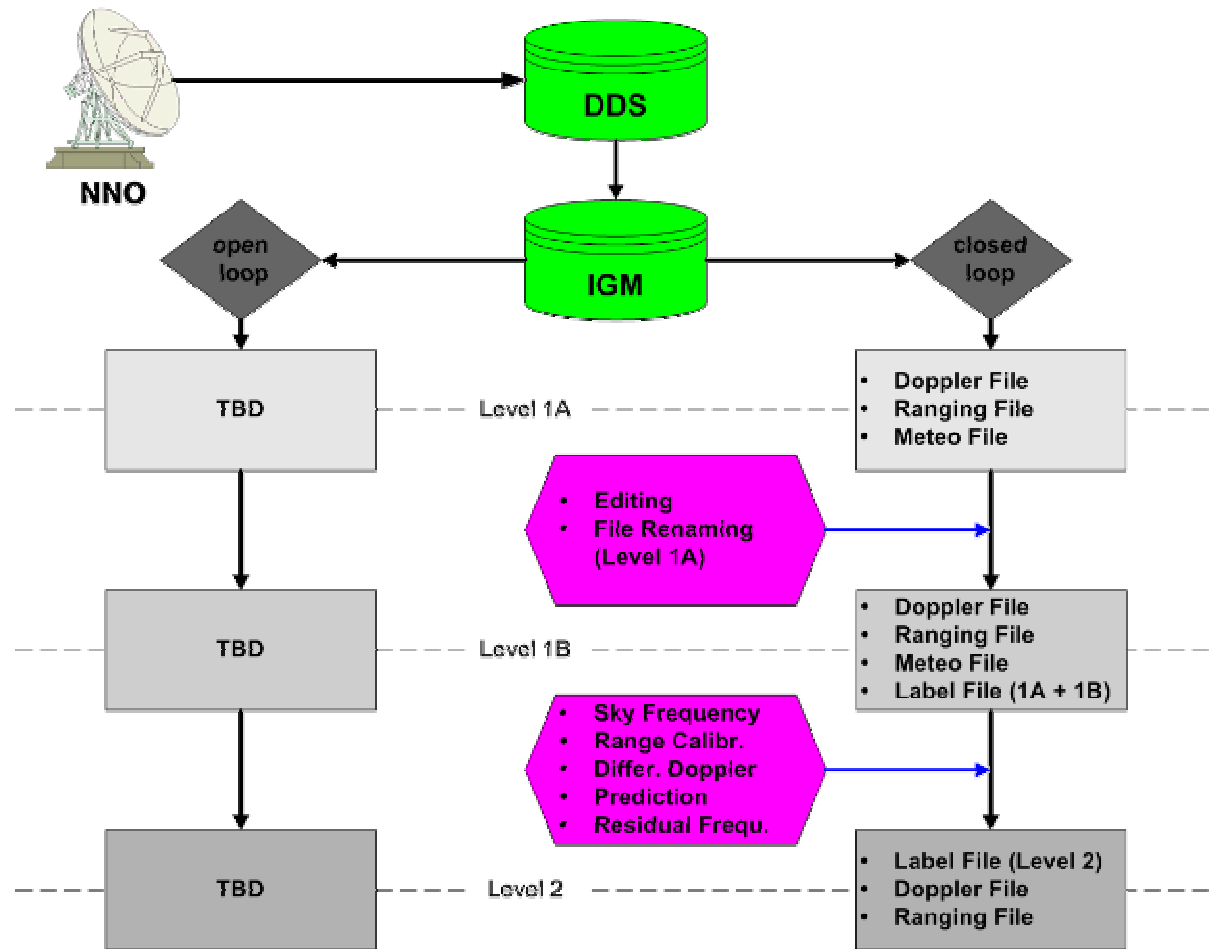 DDS
NNO
open
loop
IGM
closed
loop
TBD
Level 1A
• Doppler File
• Ranging File
• Meteo File
• Editing
• File Renaming
(Level 1A)
TBD
Level 1B
• Doppler File
• Ranging File
• Meteo File
• Label File (1A + 1B)
• Sky Frequency
• Range Calibr.
• Differ. Doppler
• Prediction
• Residual Frequ.
TBD
Level 2
• Label File (Level 2)
• Doppler File
• Ranging File